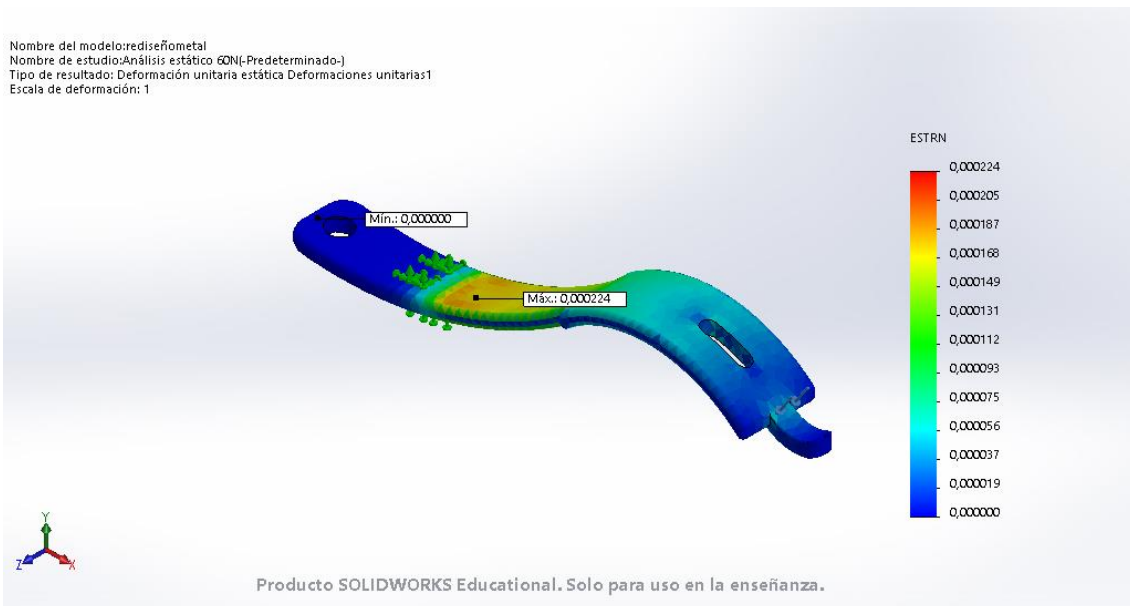 Nombre del modelo:rediseñometal
Nombre de estudio:Análisis estático 60N(-Predeterminado-)
Tipo de resultado: Deformación unitaria estática Deformaciones unitarias1
Escala de deformación: 1
ESTRN
0,000224
0,000205
0,000187
0,000168
0,000149
0,000131
0,000112
0,000093
0,000075
0,000056
0,000037
0,000019
0,000000
Mín.: 0,000000
Máx.: 0,000224
Y
Z
X
Producto SOLIDWORKS Educational. Solo para uso en la enseñanza.